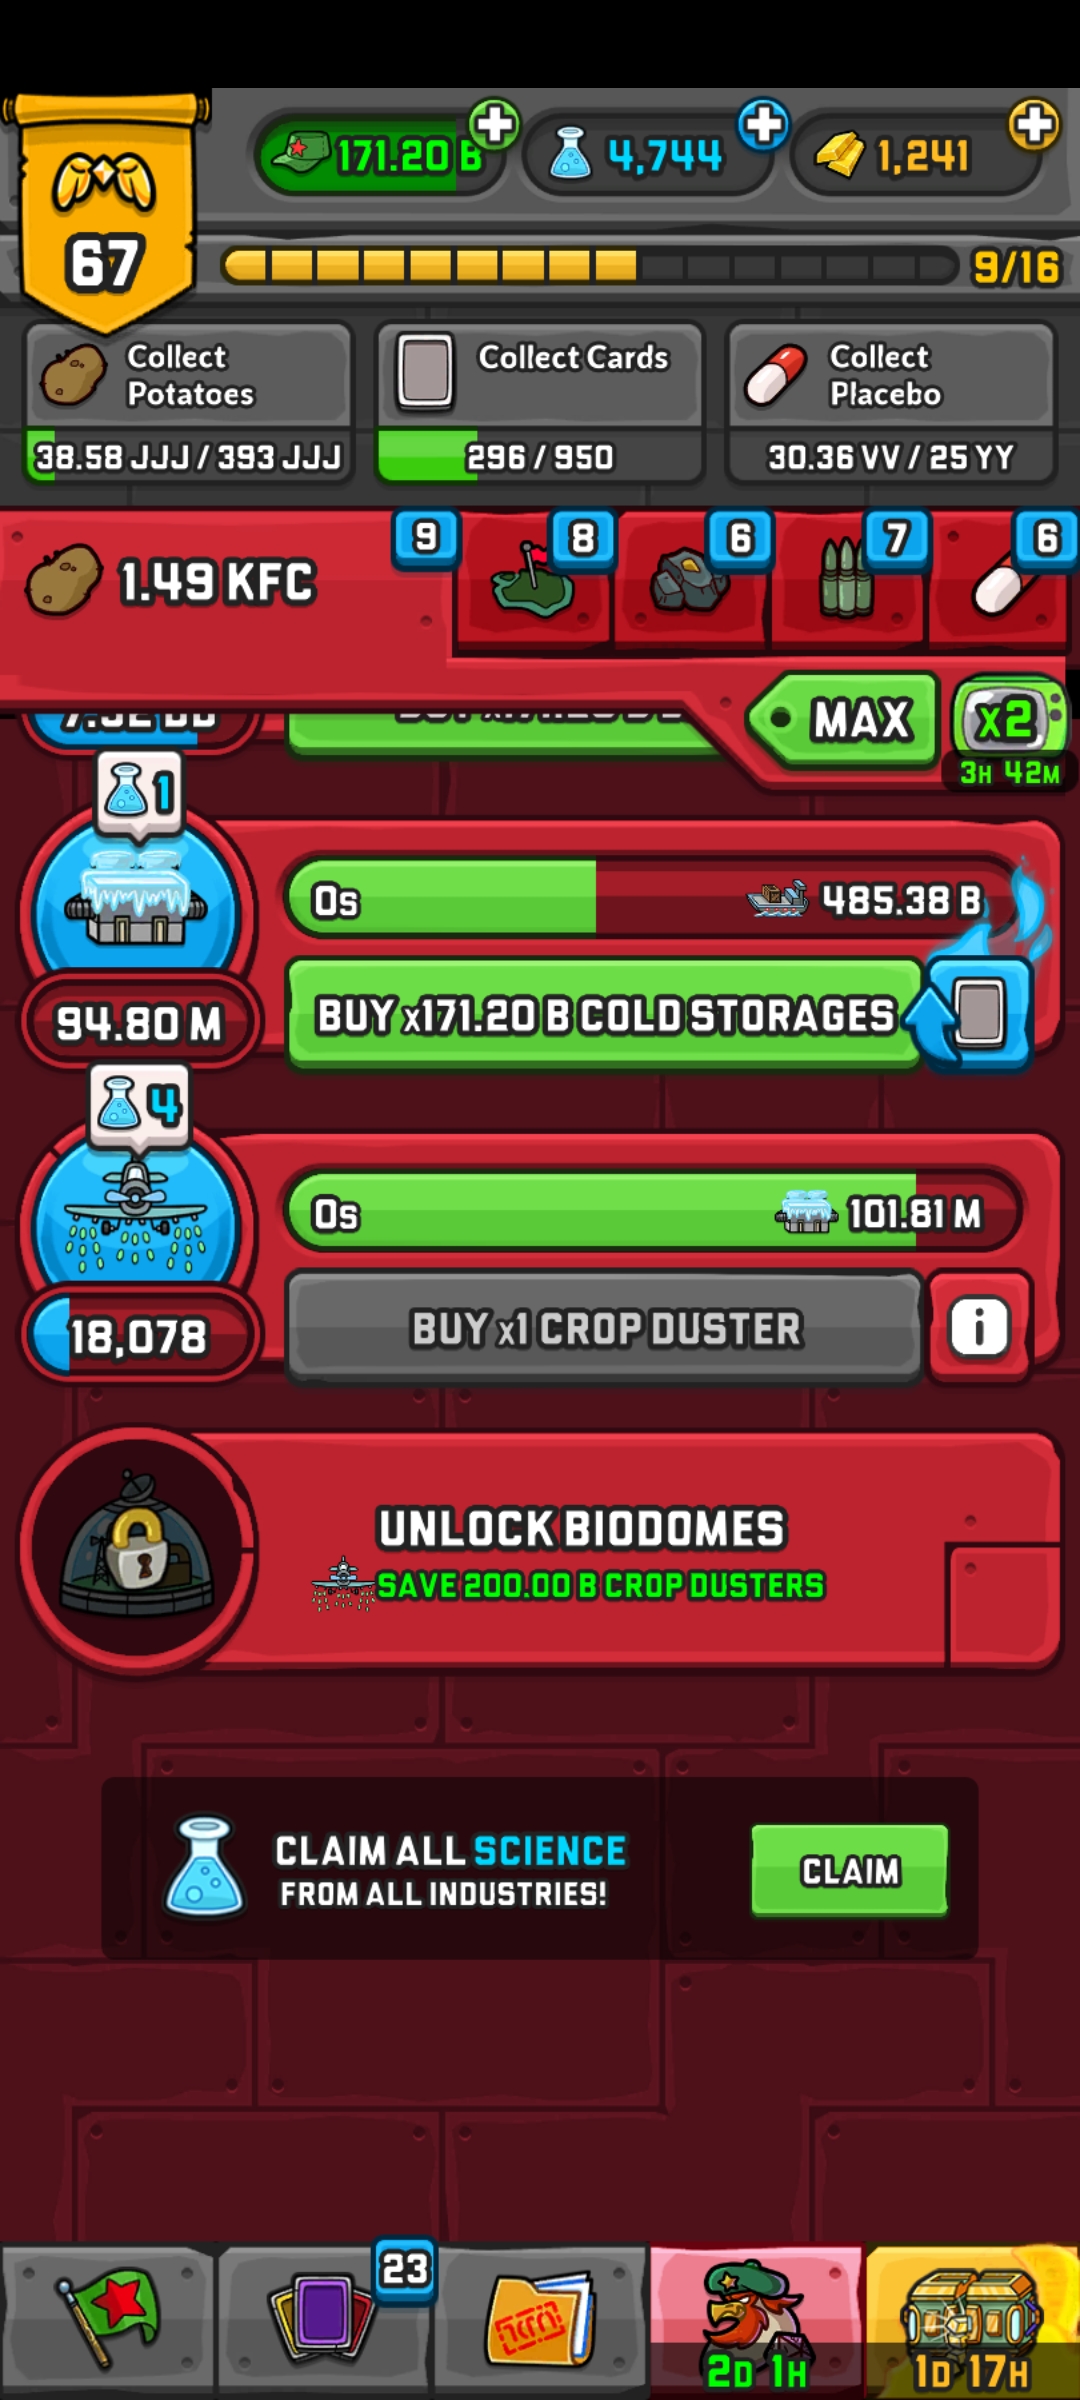 67
171.20 B
4,744
1,241
9/16
Collect
Potatoes
38.58 JJJ / 393 JJJ
Collect Cards
296 / 950
Collect
Placebo
30.36 VV / 25 YY
1.49 KFC
9
8
6
7
6
MAX
x2
3H 42M
1
0s
485.38 B
94.80 M
BUY x171.20 B COLD STORAGES
4
0s
101.81 M
18,078
BUY x1 CROP DUSTER
i
UNLOCK BIODOMES
SAVE 200.00 B CROP DUSTERS
CLAIM ALL SCIENCE
FROM ALL INDUSTRIES!
CLAIM
23
2D 1H
1D 17H